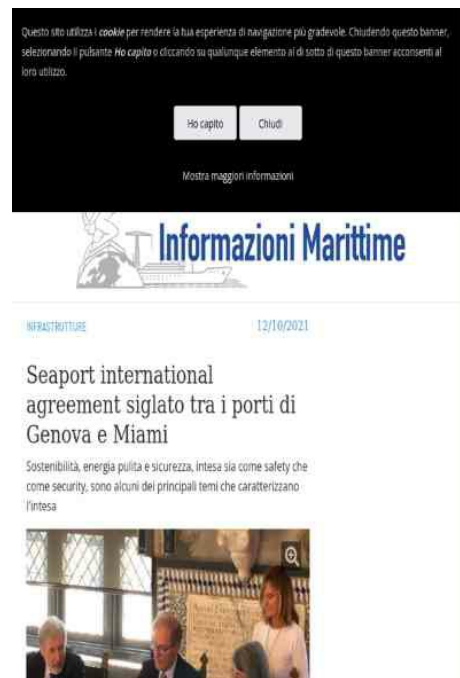 Questo sito utilizza i cookie per rendere la tua esperienza di navigazione più gradevole. Chiudendo questo banner,
selezionando il pulsante Ho capito o cliccando su qualunque elemento al di sotto di questo banner acconsenti al
loro utilizzo.
Ho capito
Chiudi
Mostra maggiori informazioni
Informazioni Marittime
INFRASTRUTTURE
12/10/2021
Seaport international
agreement siglato tra i porti di
Genova e Miami
Sostenibilità, energia pulita e sicurezza, intesa sia come safety che
come security, sono alcuni dei principali temi che caratterizzano
l'intesa